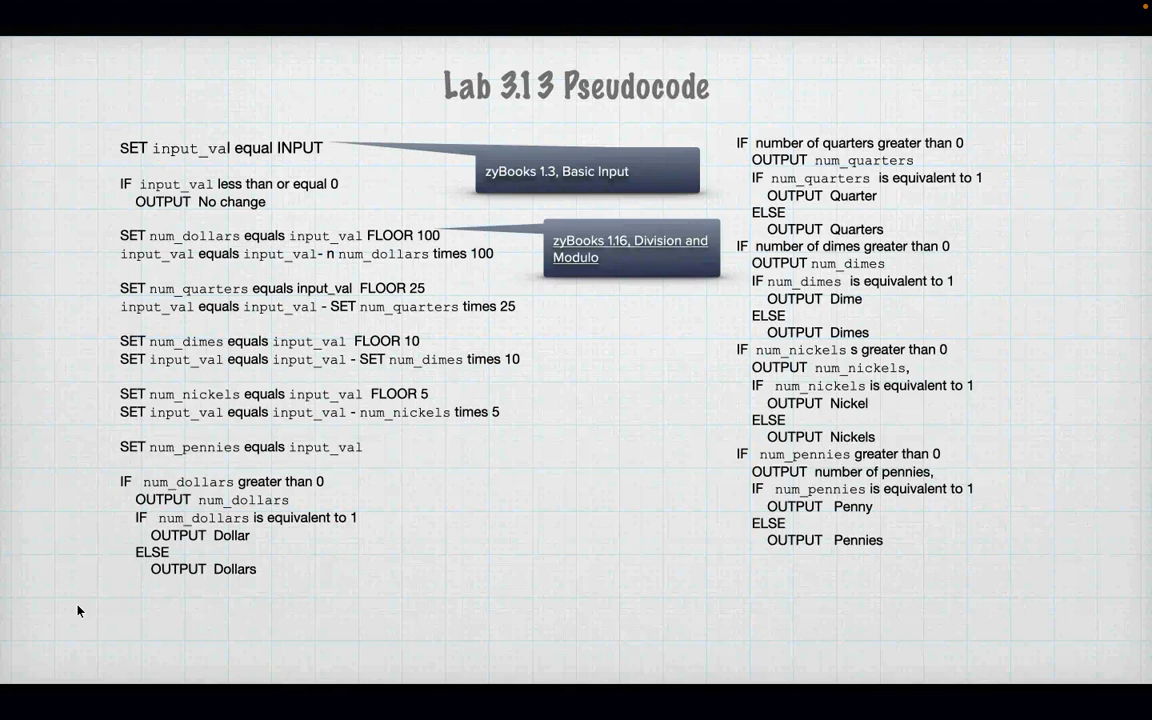 Lab 3.13 Pseudocode
SET input_val equal INPUT
zyBooks 1.3, Basic Input
IF input_val less than or equal 0
OUTPUT No change
SET num_dollars equals input_val FLOOR 100
input_val equals input_val- n num_dollars times 100
zyBooks 1.16, Division and
Modulo
SET num_quarters equals input_val FLOOR 25
input_val equals input_val - SET num_quarters times 25
SET num_dimes equals input_val FLOOR 10
SET input_val equals input_val - SET num_dimes times 10
SET num_nickels equals input_val FLOOR 5
SET input_val equals input_val - num_nickels times 5
SET num_pennies equals input_val
IF num_dollars greater than 0
OUTPUT num_dollars
IF num_dollars is equivalent to 1
OUTPUT Dollar
ELSE
OUTPUT Dollars
IF number of quarters greater than 0
OUTPUT num_quarters
IF num_quarters is equivalent to 1
OUTPUT Quarter
ELSE
OUTPUT Quarters
IF number of dimes greater than 0
OUTPUT num_dimes
IF num_dimes is equivalent to 1
OUTPUT Dime
ELSE
OUTPUT Dimes
IF num_nickels s greater than 0
OUTPUT num_nickels,
IF num_nickels is equivalent to 1
OUTPUT Nickel
ELSE
OUTPUT Nickels
IF num_pennies greater than 0
OUTPUT number of pennies,
IF num_pennies is equivalent to 1
OUTPUT Penny
ELSE
OUTPUT Pennies